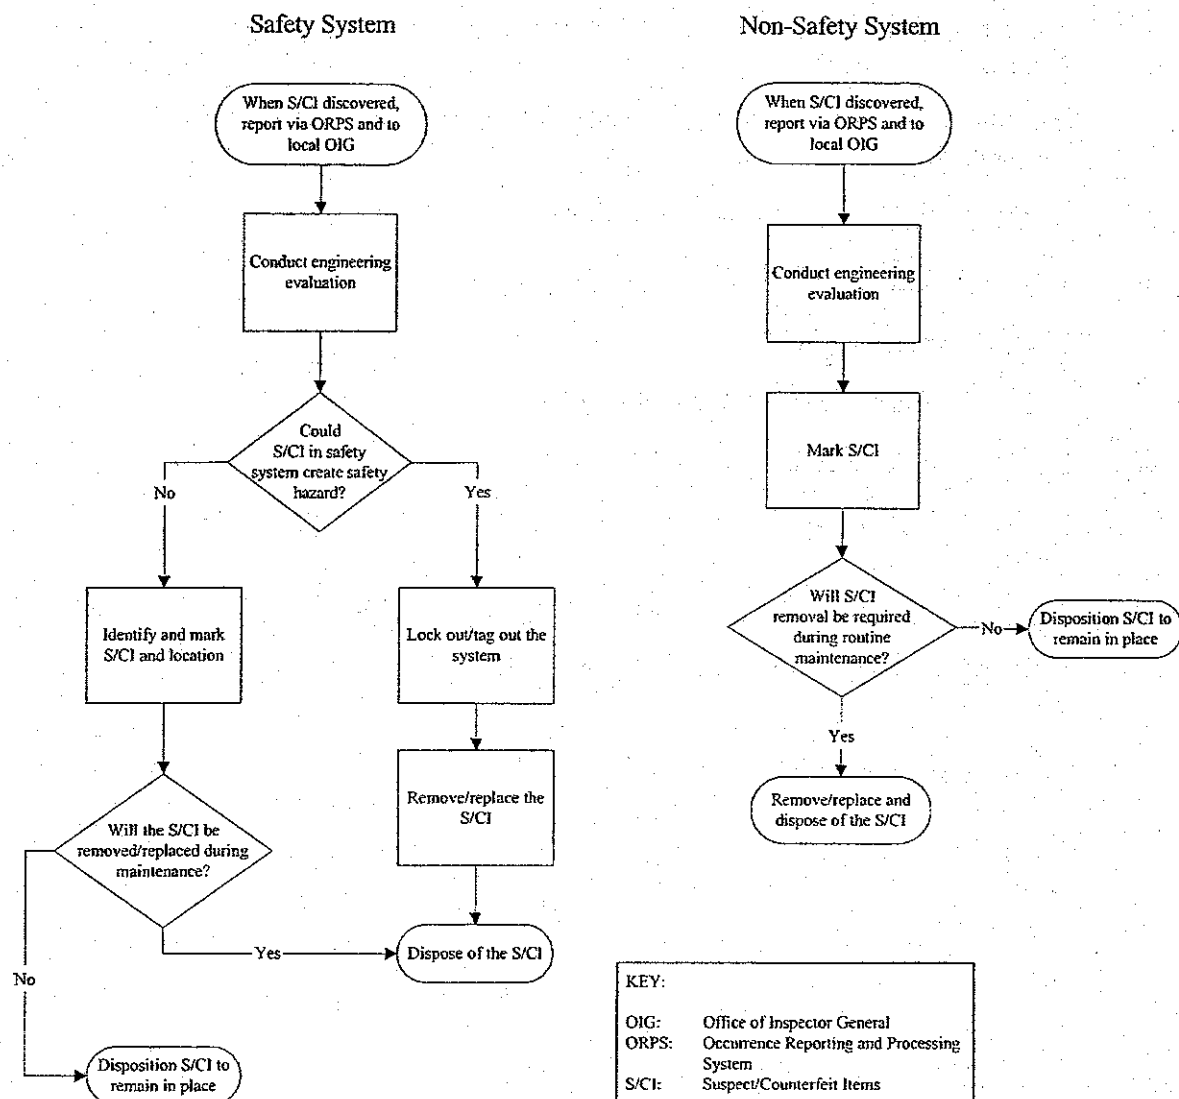 Safety System
When S/CI discovered,
report via ORPS and to
local OIG
Conduct engineering
evaluation
Could
S/CI in safety
system create safety
hazard?
No
Yes
Identify and mark
S/CI and location
Lock out/tag out the
system
Remove/replace the
S/CI
Will the S/CI be
removed/replaced during
maintenance?
Yes
Dispose of the S/CI
No
Disposition S/CI to
remain in place
Non-Safety System
When S/CI discovered,
report via ORPS and to
local OIG
Conduct engineering
evaluation
Mark S/CI
Will S/CI
removal be required
during routine
maintenance?
No
Disposition S/CI to
remain in place
Yes
Remove/replace and
dispose of the S/CI
KEY:
OIG: Office of Inspector General
ORPS: Occurrence Reporting and Processing
System
S/CI: Suspect/Counterfeit Items